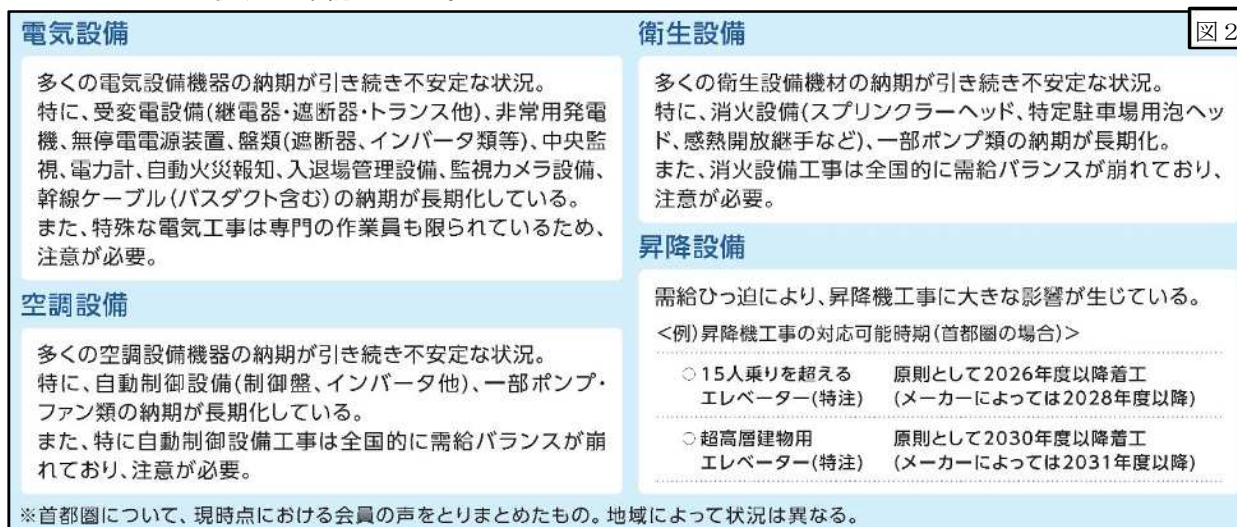 図2
電気設備
多くの電気設備機器の納期が引き続き不安定な状況。
特に、受変電設備(継電器・遮断器・トランス他)、非常用発電
機、無停電電源装置、盤類(遮断器、インバータ類等)、中央監
視、電力計、自動火災報知、入退場管理設備、監視カメラ設備、
幹線ケーブル(バスダクト含む)の納期が長期化している。
また、特殊な電気工事は専門の作業員も限られているため、
注意が必要。
空調設備
多くの空調設備機器の納期が引き続き不安定な状況。
特に、自動制御設備(制御盤、インバータ他)、一部ポンプ・
ファン類の納期が長期化している。
また、特に自動制御設備工事は全国的に需給バランスが崩
れており、注意が必要。
衛生設備
多くの衛生設備機材の納期が引き続き不安定な状況。
特に、消火設備(スプリンクラーヘッド、特定駐車場用泡ヘッ
ド、感熱開放継手など)、一部ポンプ類の納期が長期化。
また、消火設備工事は全国的に需給バランスが崩れており、
注意が必要。
昇降設備
需給ひっ迫により、昇降機工事に大きな影響が生じている。
<例)昇降機工事の対応可能時期(首都圏の場合)>
○15人乗りを超える 原則として2026年度以降着工
エレベーター(特注) (メーカーによっては2028年度以降)
○超高層建物用 原則として2030年度以降着工
エレベーター(特注) (メーカーによっては2031年度以降)
※首都圏について、現時点における会員の声をとりまとめたもの。地域によって状況は異なる。